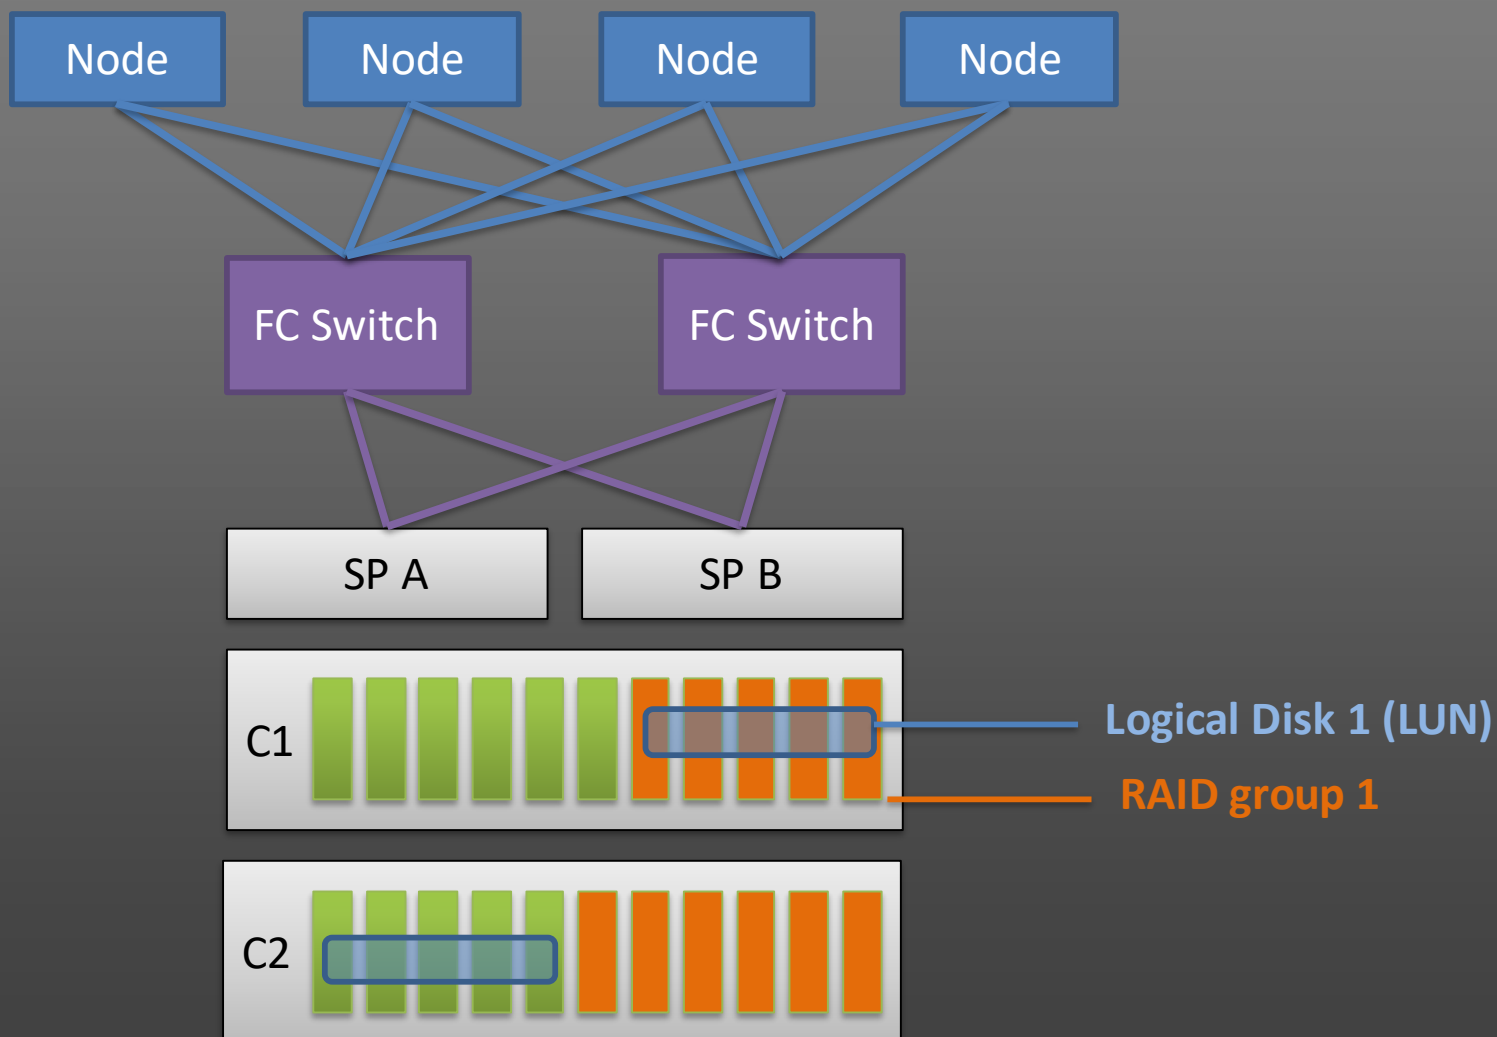 Node
Node
Node
Node
FC Switch
FC Switch
SP A
SP B
C1
Logical Disk 1 (LUN)
RAID group 1
C2